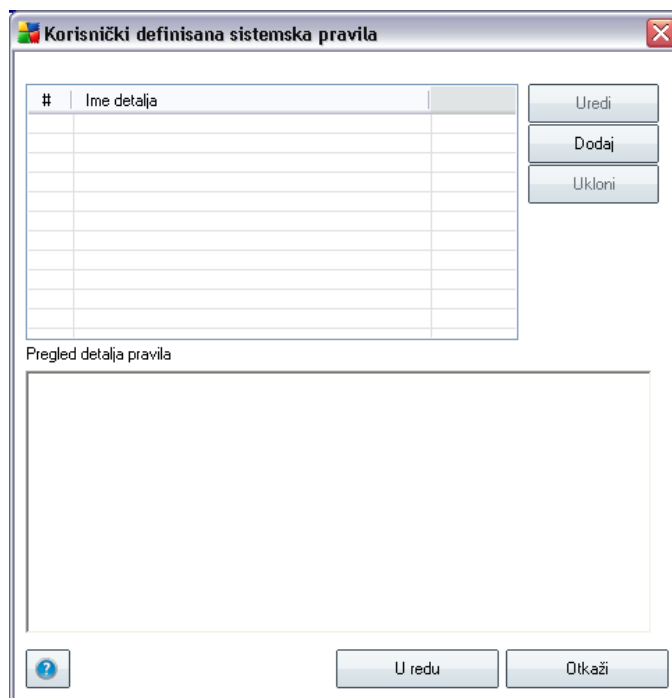 Korisnički definisana sistemska pravila
# Ime detalja
Uredi
Dodaj
Ukloni
Pregled detalja pravila
?
U redu
Otkaži